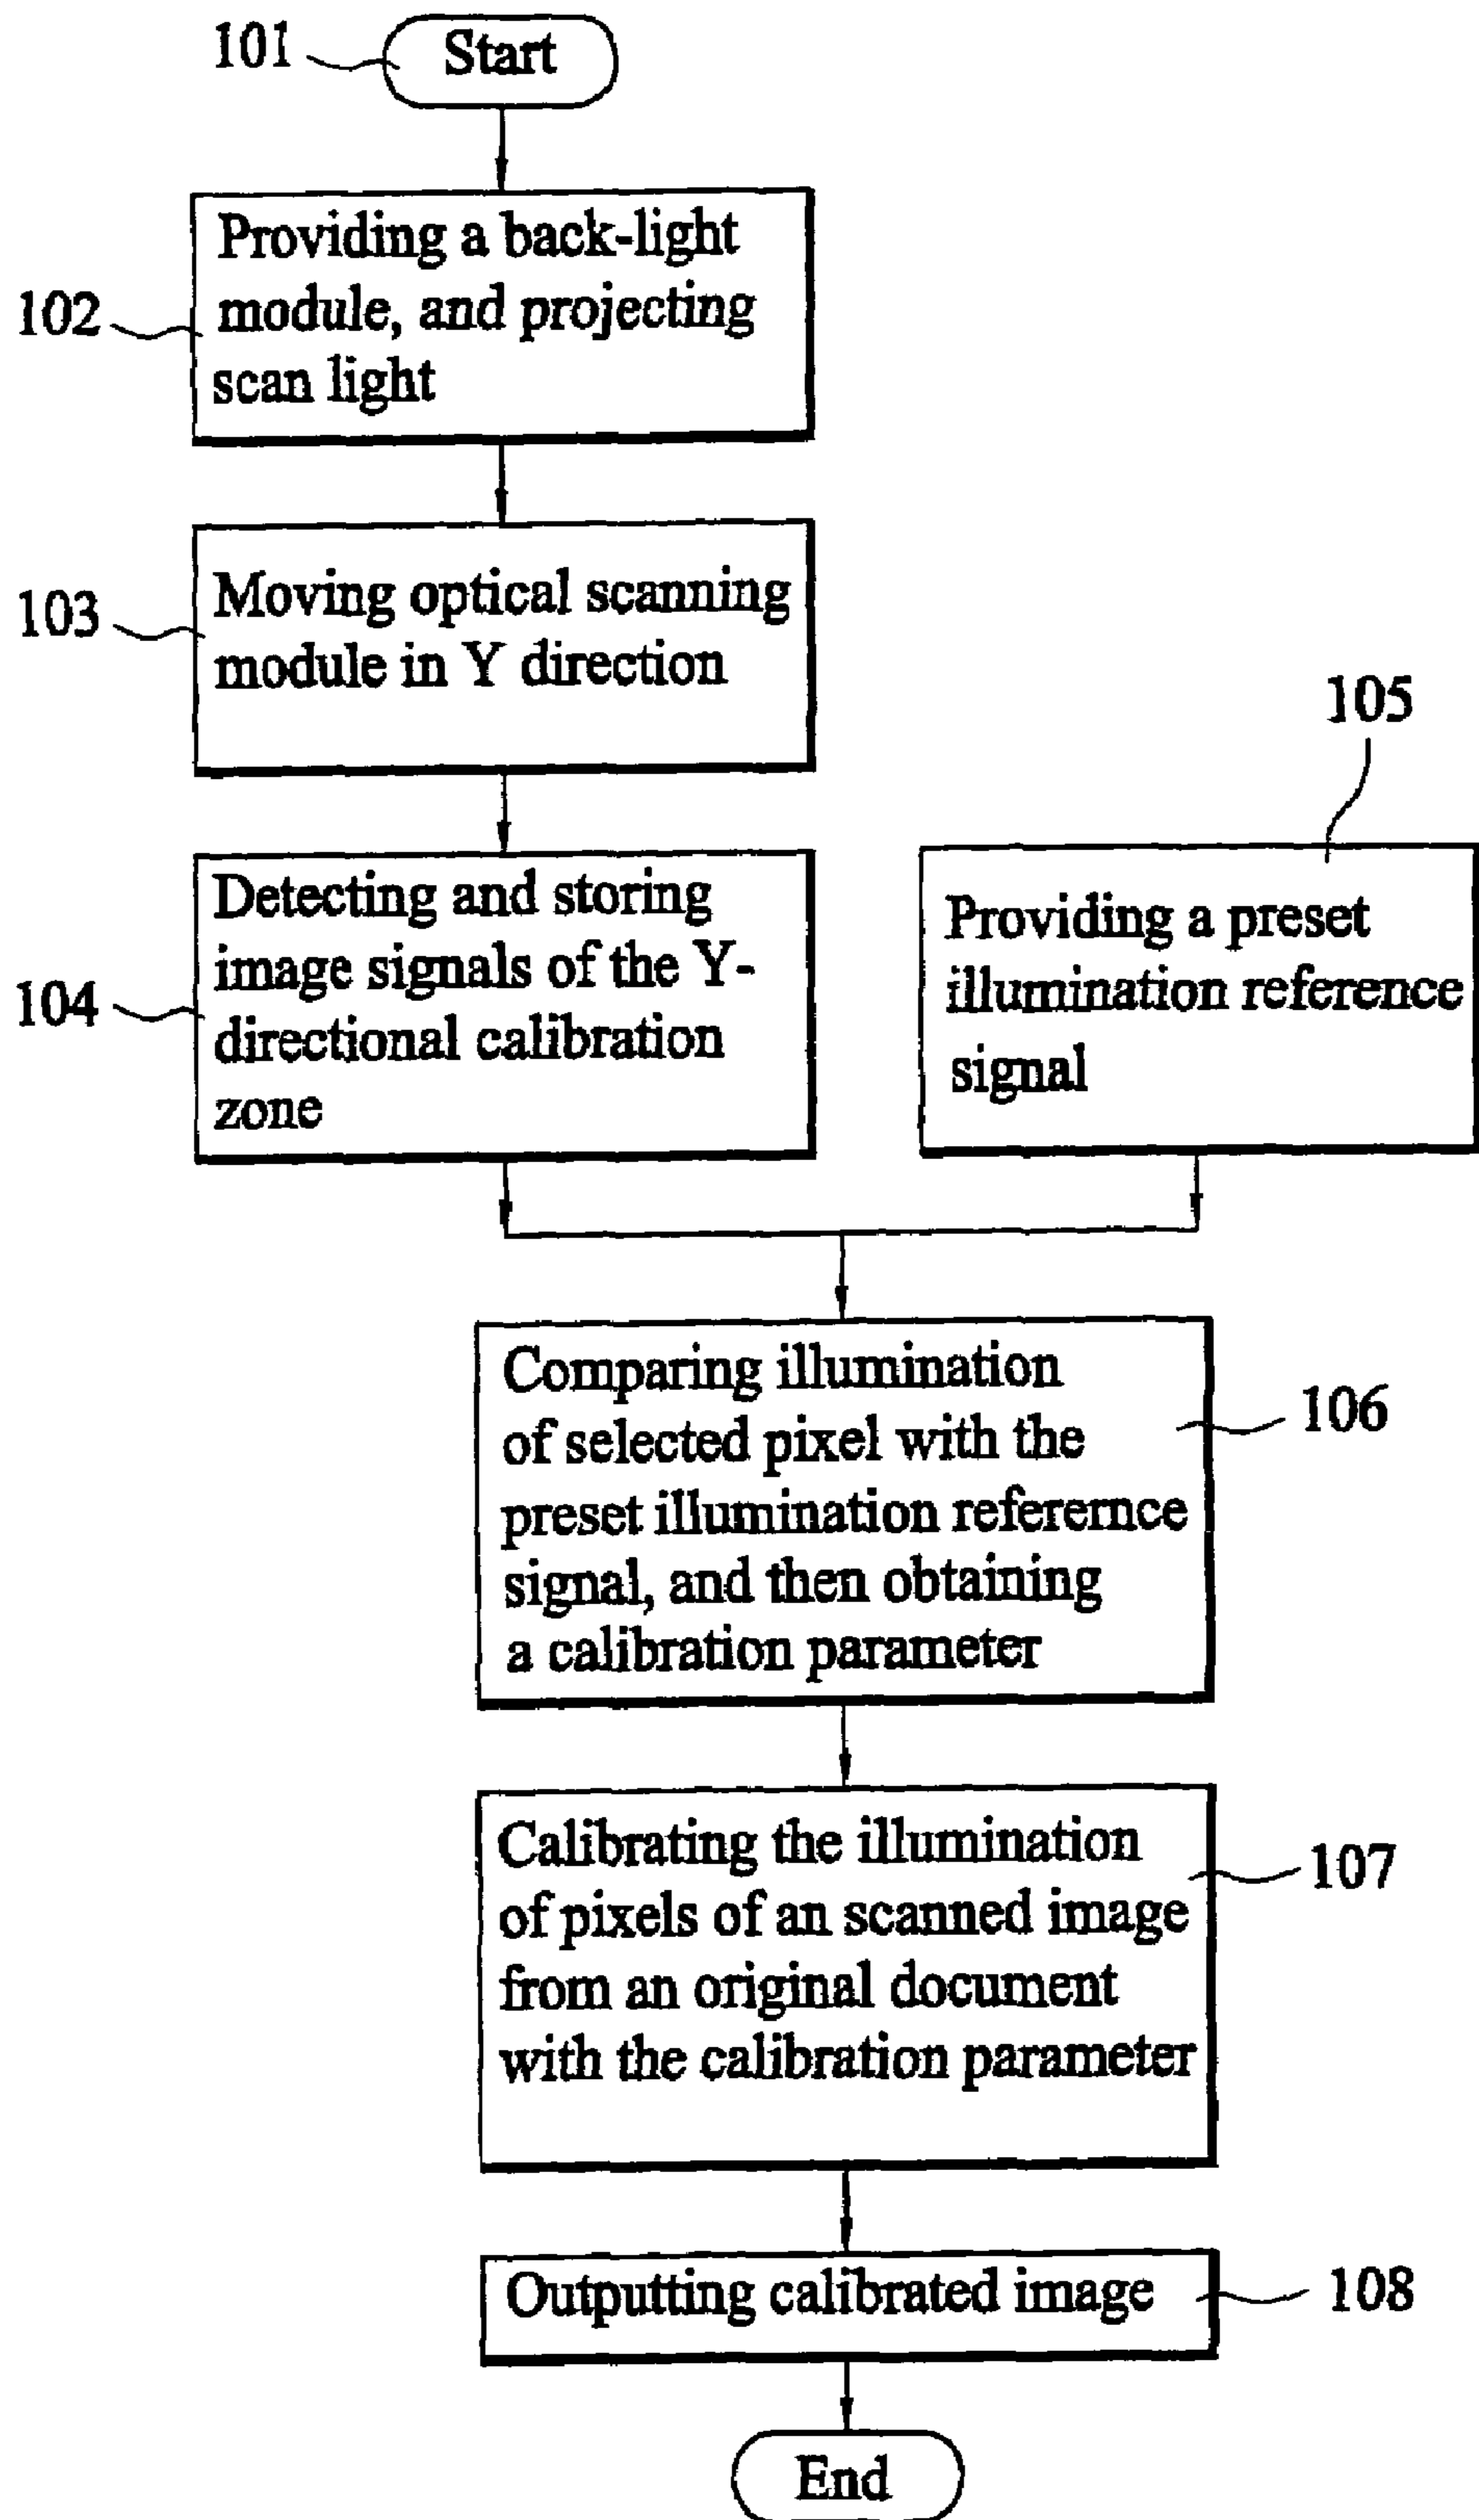 101
Start
Providing a back-light
module, and projecting
scan light
102
Moving optical scanning
module in Y direction
103
105
Detecting and storing
image signals of the Y-
directional calibration
zone
104
Providing a preset
illumination reference
signal
Comparing illumination
of selected pixel with the
preset illumination referemce
signal, and then obtaining
a calibration parameter
106
Calibrating the illumination
of pixels of an scanned image
from an original document
with the calibration parameter
107
Outputting calibrated image
108
End